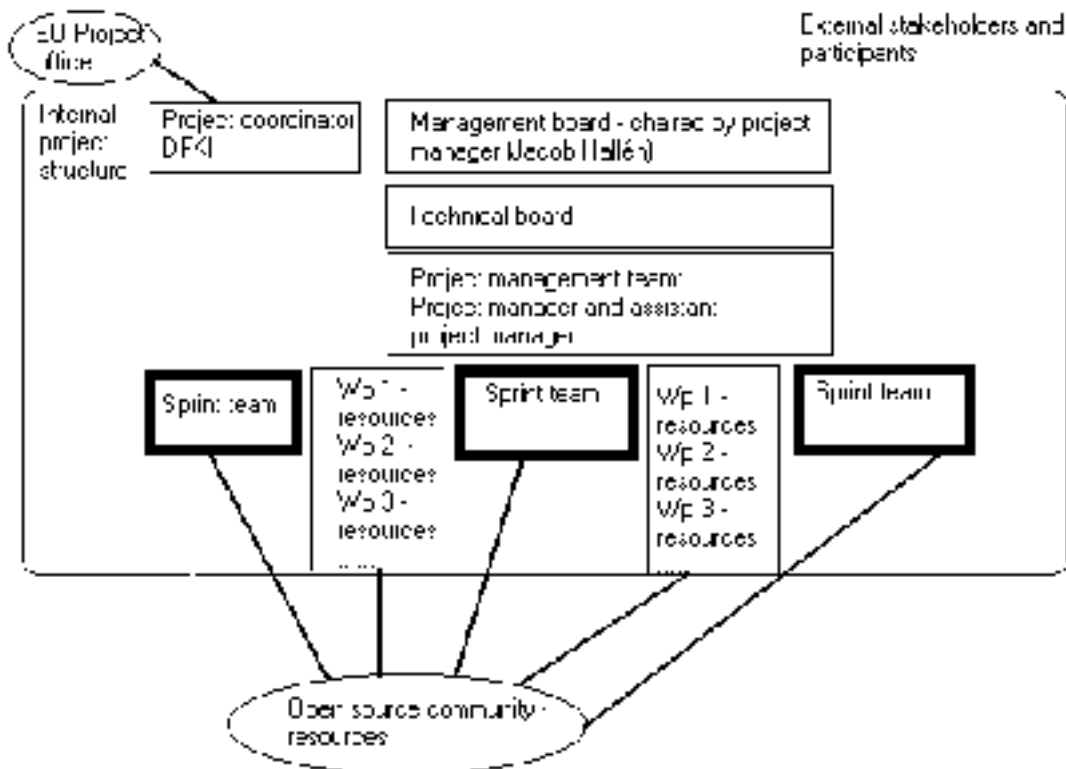 EU Project
office
External stakeholders and
participants
Internal
project
structure
Project coordinator
DFKI
Management board - chared by project
manager (Jacob Hallén)
Technical board
Project management team:
Project manager and assistant
project manager
Sprint team
Wp 1 -
resources
Wp 2 -
resources
Wp 3 -
resources
......
Sprint team
Wp 1 -
resources
Wp 2 -
resources
Wp 3 -
resources
.....
Sprint team
Open source community -
resources